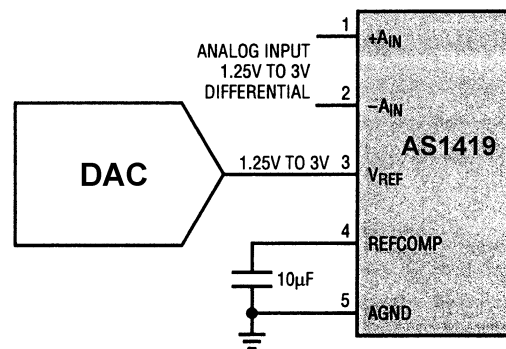 1
+AIN
ANALOG INPUT
1.25V TO 3V
DIFFERENTIAL
2
−AIN
AS1419
DAC
1.25V TO 3V
3
VREF
4
REFCOMP
10μF
5
AGND